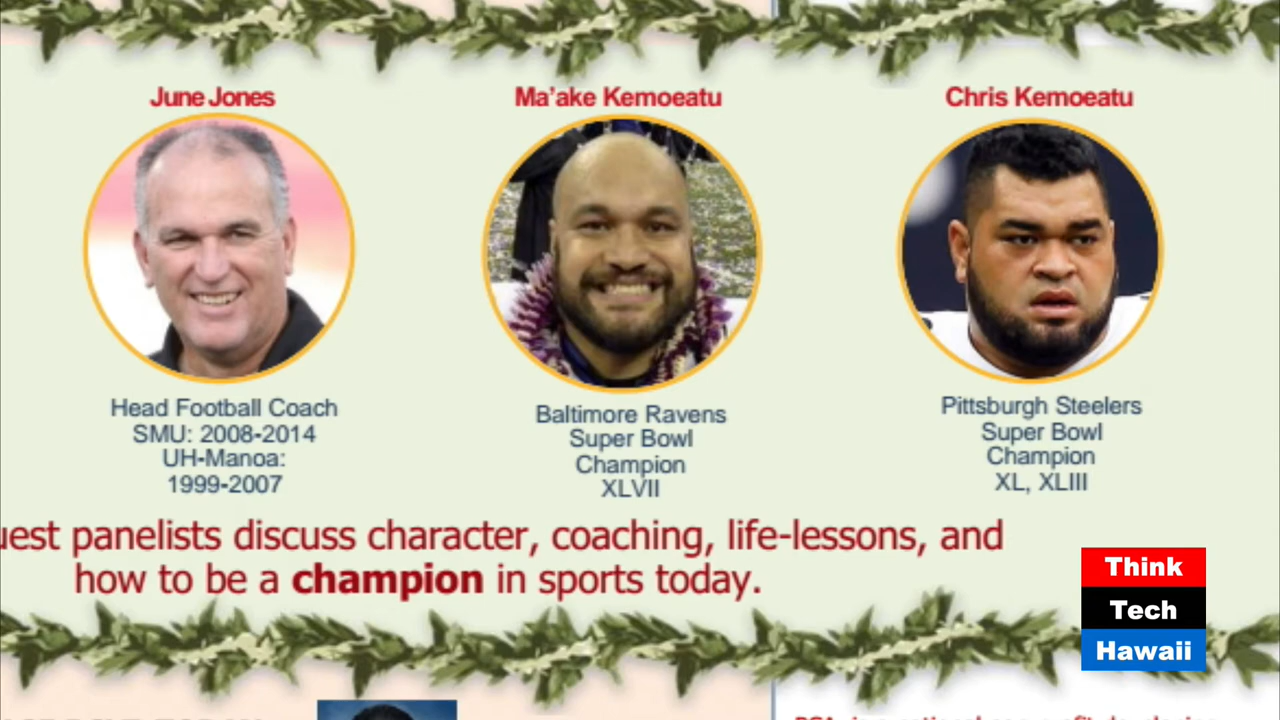 June Jones
Ma'ake Kemoeatu
Chris Kemoeatu
Head Football Coach
SMU: 2008-2014
UH-Manoa:
1999-2007
Baltimore Ravens
Super Bowl
Champion
XLVII
Pittsburgh Steelers
Super Bowl
Champion
XL, XLIII
panelists discuss character, coaching, life-lessons, and
how to be a champion in sports today.
Think
Tech
Hawaii